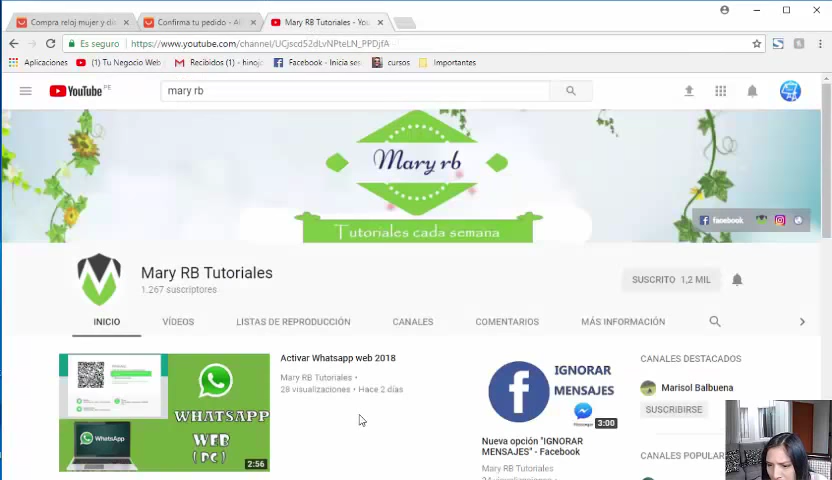 Compra reloj mujer y di
Confirma tu pedido - Al
Mary RB Tutoriales - You
Es seguro
https://www.youtube.com/channel/UCjscd52dLvNPteLN_PPDjfA
Aplicaciones
(1) Tu Negocio Web
Recibidos (1) - hinoj
Facebook - Inicia ses
cursos
Importantes
YouTube PE
mary rb
Mary rb
Tutoriales cada semana
facebook
Mary RB Tutoriales
1.267 suscriptores
SUSCRITO 1,2 MIL
INICIO
VÍDEOS
LISTAS DE REPRODUCCIÓN
CANALES
COMENTARIOS
MÁS INFORMACIÓN
WhatsApp
WHATSAPP
WEB
(PC)
2:56
Activar Whatsapp web 2018
Mary RB Tutoriales •
28 visualizaciones • Hace 2 días
IGNORAR
MENSAJES
3:00
Nueva opción "IGNORAR
MENSAJES" - Facebook
Mary RB Tutoriales
CANALES DESTACADOS
Marisol Balbuena
SUSCRIBIRSE
CANALES POPULA